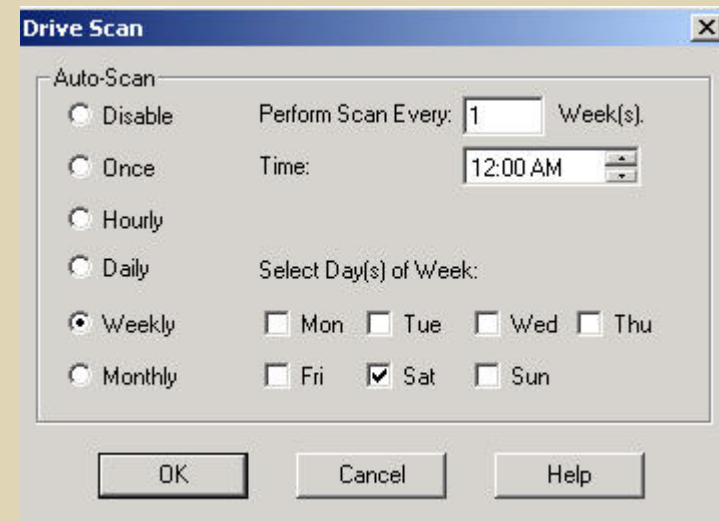 Drive Scan
Auto-Scan
Disable Perform Scan Every: 1 Week(s).
Once Time: 12:00 AM
Hourly
Daily Select Day(s) of Week:
Weekly Mon Tue Wed Thu
Monthly Fri Sat Sun
OK Cancel Help